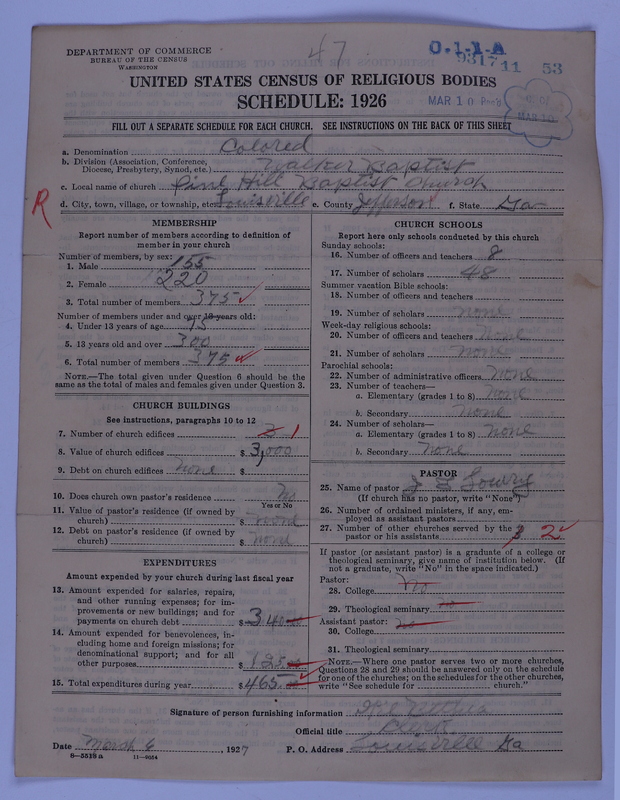 DEPARTMENT OF COMMERCE
BUREAU OF THE CENSUS
WASHINGTON
47
O.1.1-A
931711 53
UNITED STATES CENSUS OF RELIGIOUS BODIES
SCHEDULE: 1926
MAR 10
FILL OUT A SEPARATE SCHEDULE FOR EACH CHURCH. SEE INSTRUCTIONS ON THE BACK OF THIS SHEET
a. Denomination Colored
b. Division (Association, Conference, Diocese, Presbytery, Synod, etc.) Walker Baptist
c. Local name of church Pine Hill Baptist Church
R
d. City, town, village, or township, etc. Louisville e. County Jefferson f. State Ga
MEMBERSHIP
Report number of members according to definition of
member in your church
Number of members, by sex:
1. Male 155
2. Female 220
3. Total number of members 375
Number of members under and over 13 years old:
4. Under 13 years of age 75
5. 13 years old and over 300
6. Total number of members 375
NOTE.—The total given under Question 6 should be
same as the total of males and females given under Question 3.
CHURCH BUILDINGS
See instructions, paragraphs 10 to 12
7. Number of church edifices 1
8. Value of church edifices $ 3,000
9. Debt on church edifices none $
10. Does church own pastor's residence No
Yes or No
11. Value of pastor's residence (if owned by
church) $ none
12. Debt on pastor's residence (if owned by
church) $ none
EXPENDITURES
Amount expended by your church during last fiscal year
13. Amount expended for salaries, repairs,
and other running expenses; for im-
provements or new buildings; and for
payments on church debt $ 340
14. Amount expended for benevolences, in-
cluding home and foreign missions; for
denominational support; and for all
other purposes $ 125
15. Total expenditures during year $ 465
CHURCH SCHOOLS
Report here only schools conducted by this church
Sunday schools:
16. Number of officers and teachers 8
17. Number of scholars 48
Summer vacation Bible schools:
18. Number of officers and teachers
19. Number of scholars none
Week-day religious schools:
20. Number of officers and teachers none
21. Number of scholars none
Parochial schools:
22. Number of administrative officers none
23. Number of teachers—
a. Elementary (grades 1 to 8) none
b. Secondary none
24. Number of scholars—
a. Elementary (grades 1 to 8) none
b. Secondary none
PASTOR
25. Name of pastor J L Lowry
(If church has no pastor, write "None")
26. Number of ordained ministers, if any, em-
ployed as assistant pastors
27. Number of other churches served by the
pastor or his assistants 3 2
If pastor (or assistant pastor) is a graduate of a college or
theological seminary, give name of institution below. (If
not a graduate, write "No" in the space indicated.)
Pastor:
28. College No
29. Theological seminary no
Assistant pastor:
30. College No
31. Theological seminary
NOTE.—Where one pastor serves two or more churches,
Questions 28 and 29 should be answered only on the schedule
for one of the churches; on the schedules for the other churches,
write "See schedule for church."
Signature of person furnishing information
Official title Clerk
Date March 6, 1927 P. O. Address Louisville Ga
8-5518a 11-9554